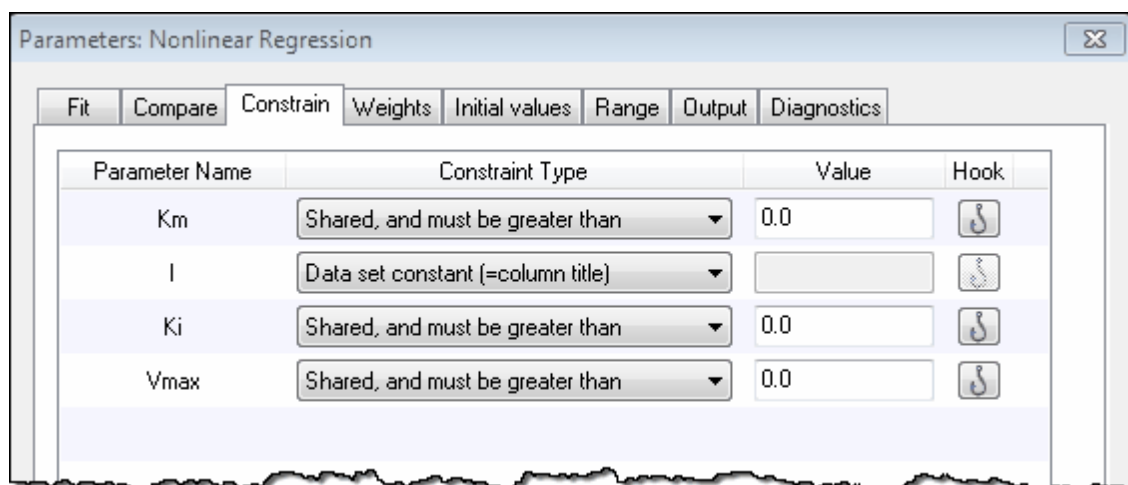 Parameters: Nonlinear Regression
Fit Compare Constrain Weights Initial values Range Output Diagnostics
Parameter Name Constraint Type Value Hook
Km Shared, and must be greater than 0.0
I Data set constant (=column title)
Ki Shared, and must be greater than 0.0
Vmax Shared, and must be greater than 0.0